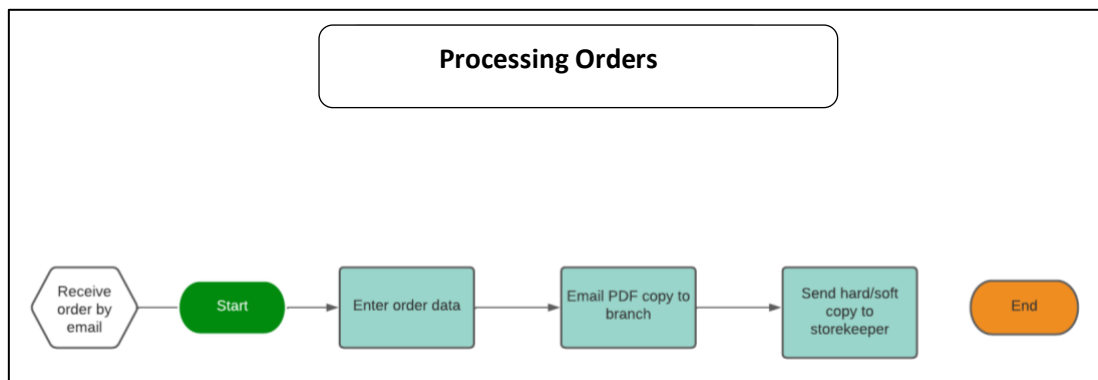 Processing Orders
Receive
order by
email
Start
Enter order data
Email PDF copy to
branch
Send hard/soft
copy to
storekeeper
End